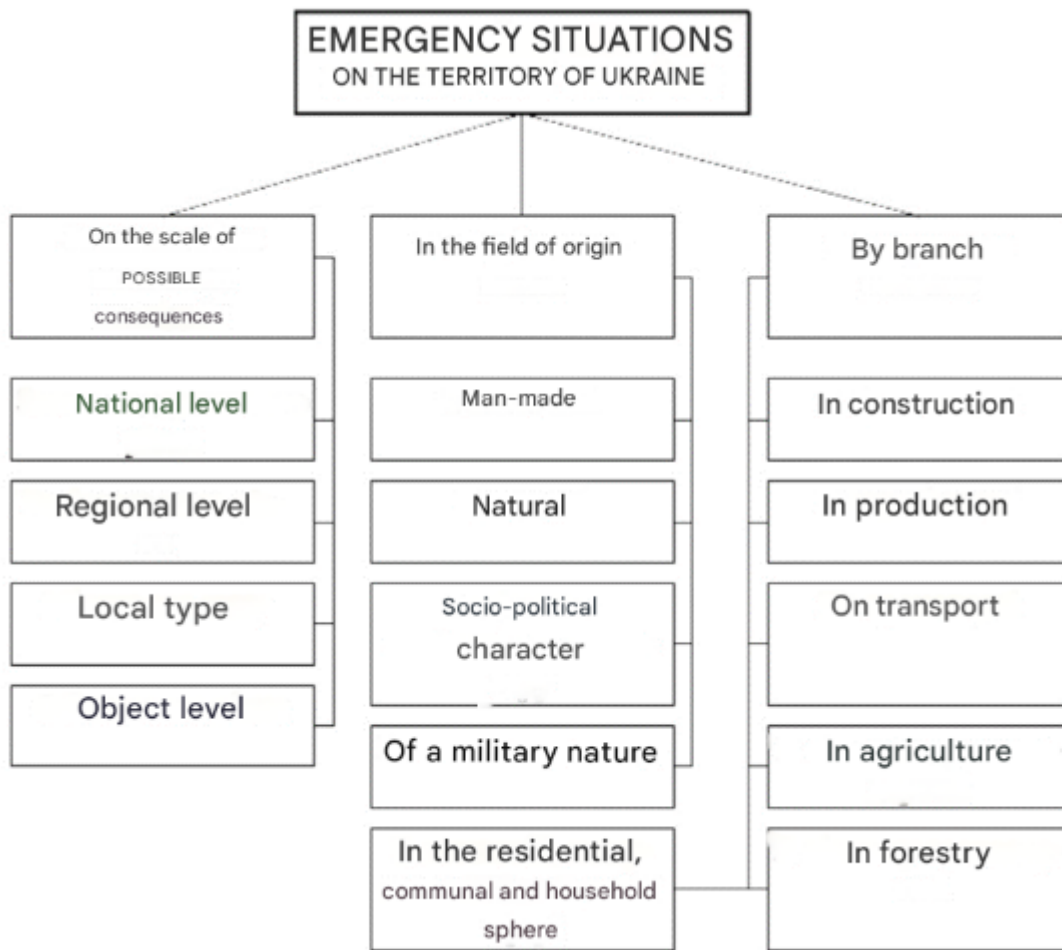 EMERGENCY SITUATIONS
ON THE TERRITORY OF UKRAINE
On the scale of
POSSIBLE
consequences
National level
Regional level
Local type
Object level
In the field of origin
Man-made
Natural
Socio-political
character
Of a military nature
In the residential,
communal and household
sphere
By branch
In construction
In production
On transport
In agriculture
In forestry